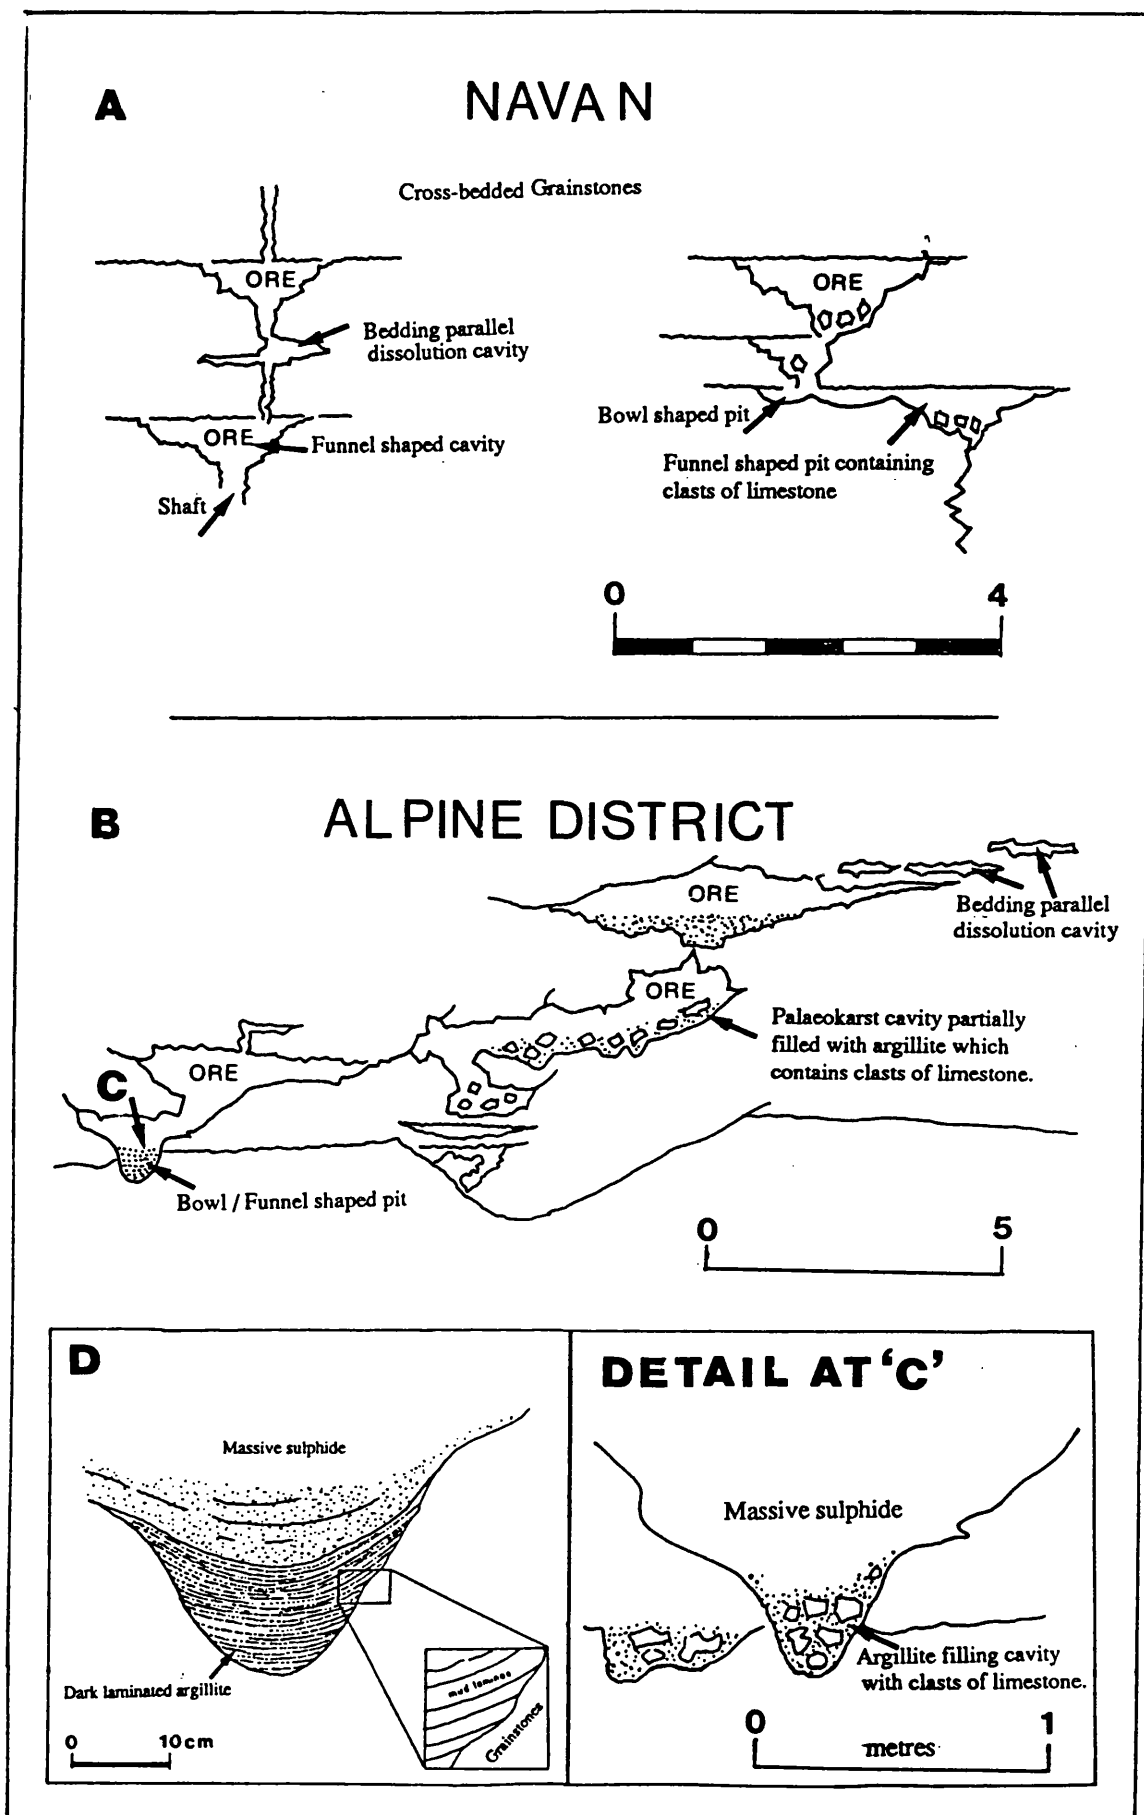 A
NAVAN
Cross-bedded Grainstones
ORE
Bedding parallel
dissolution cavity
ORE
Funnel shaped cavity
Shaft
ORE
Bowl shaped pit
Funnel shaped pit containing
clasts of limestone
0 4
B
ALPINE DISTRICT
ORE
Bedding parallel
dissolution cavity
ORE
Palaeokarst cavity partially
filled with argillite which
contains clasts of limestone.
ORE
C
Bowl / Funnel shaped pit
0 5
D
Massive sulphide
Dark laminated argillite
mud laminae
Grainstones
0 10cm
DETAIL AT 'C'
Massive sulphide
Argillite filling cavity
with clasts of limestone.
0 1
metres